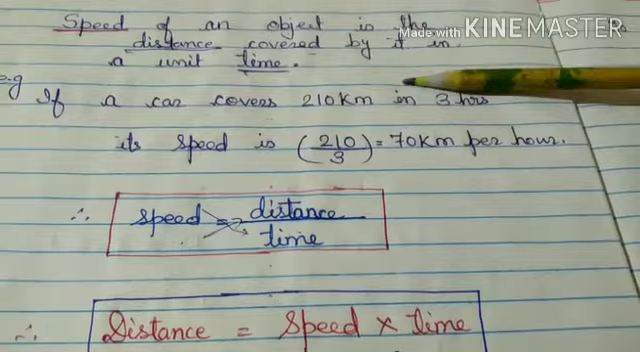 Speed of an object is the
Made with KINEMASTER
distance covered by it in
a unit time.
e.g
If a car covers 210 Km in 3 hrs
its speed is (210/3) = 70 Km per hour.
∴ speed = distance/time
∴ Distance = speed × time